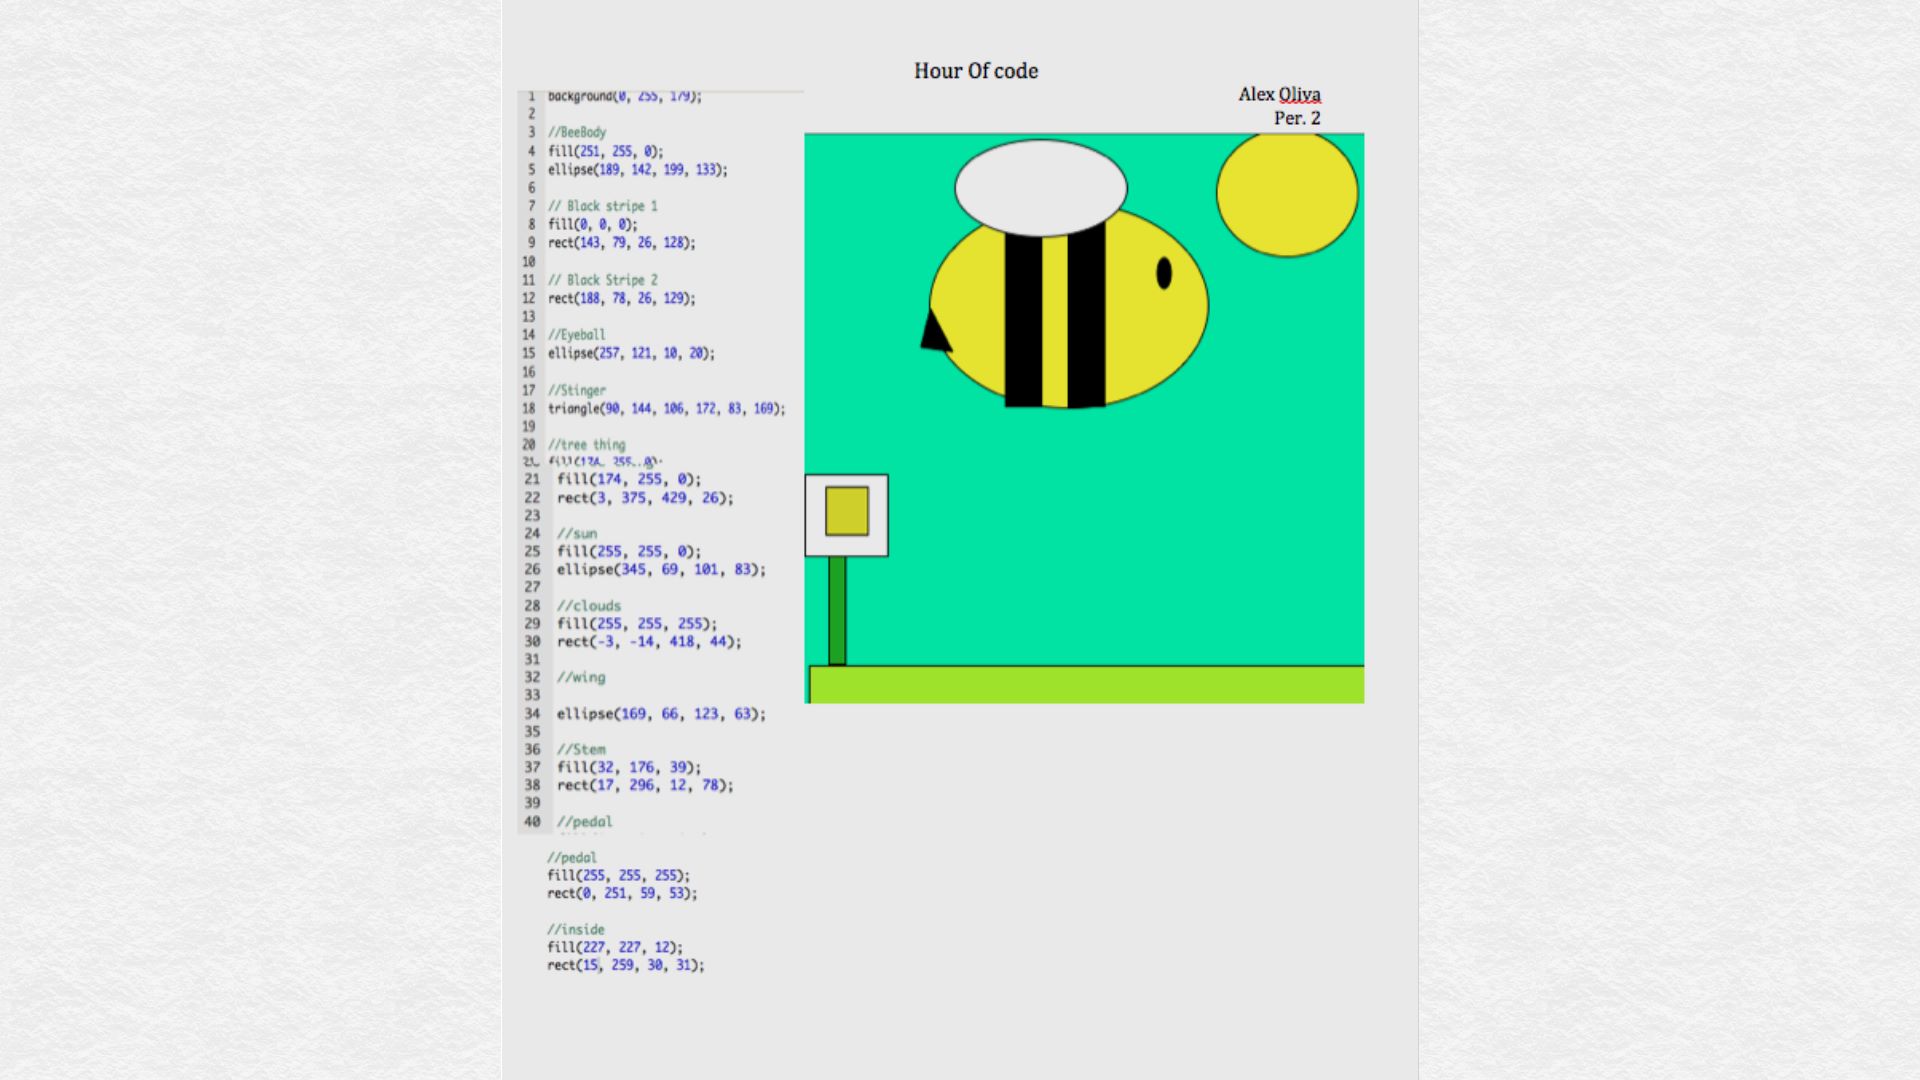 Hour Of code
Alex Oliva
Per. 2
1 background(0, 255, 179);
2
3 //BeeBody
4 fill(251, 255, 0);
5 ellipse(189, 142, 199, 133);
6
7 // Black stripe 1
8 fill(0, 0, 0);
9 rect(143, 79, 26, 128);
10
11 // Black Stripe 2
12 rect(188, 78, 26, 129);
13
14 //Eyeball
15 ellipse(257, 121, 10, 20);
16
17 //Stinger
18 triangle(90, 144, 106, 172, 83, 169);
19
20 //tree thing
21 fill(174, 255, 0);
21 fill(174, 255, 0);
22 rect(3, 375, 429, 26);
23
24 //sun
25 fill(255, 255, 0);
26 ellipse(345, 69, 101, 83);
27
28 //clouds
29 fill(255, 255, 255);
30 rect(-3, -14, 418, 44);
31
32 //wing
33
34 ellipse(169, 66, 123, 63);
35
36 //Stem
37 fill(32, 176, 39);
38 rect(17, 296, 12, 78);
39
40 //pedal
//pedal
fill(255, 255, 255);
rect(0, 251, 59, 53);
//inside
fill(227, 227, 12);
rect(15, 259, 30, 31);